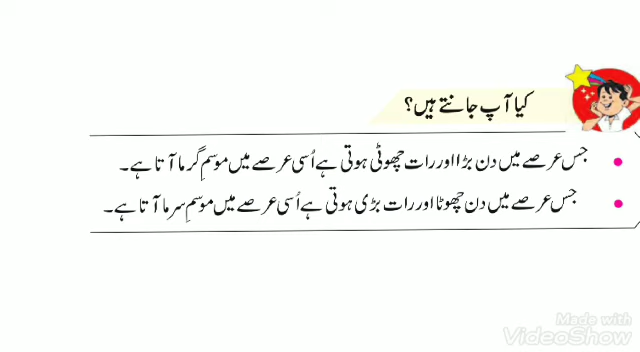 کیا آپ جانتے ہیں؟
جس عرصے میں دن بڑا اور رات چھوٹی ہوتی ہے اُسی عرصے میں موسمِ گرما آتا ہے۔
جس عرصے میں دن چھوٹا اور رات بڑی ہوتی ہے اُسی عرصے میں موسمِ سرما آتا ہے۔
Made with
VideoShow